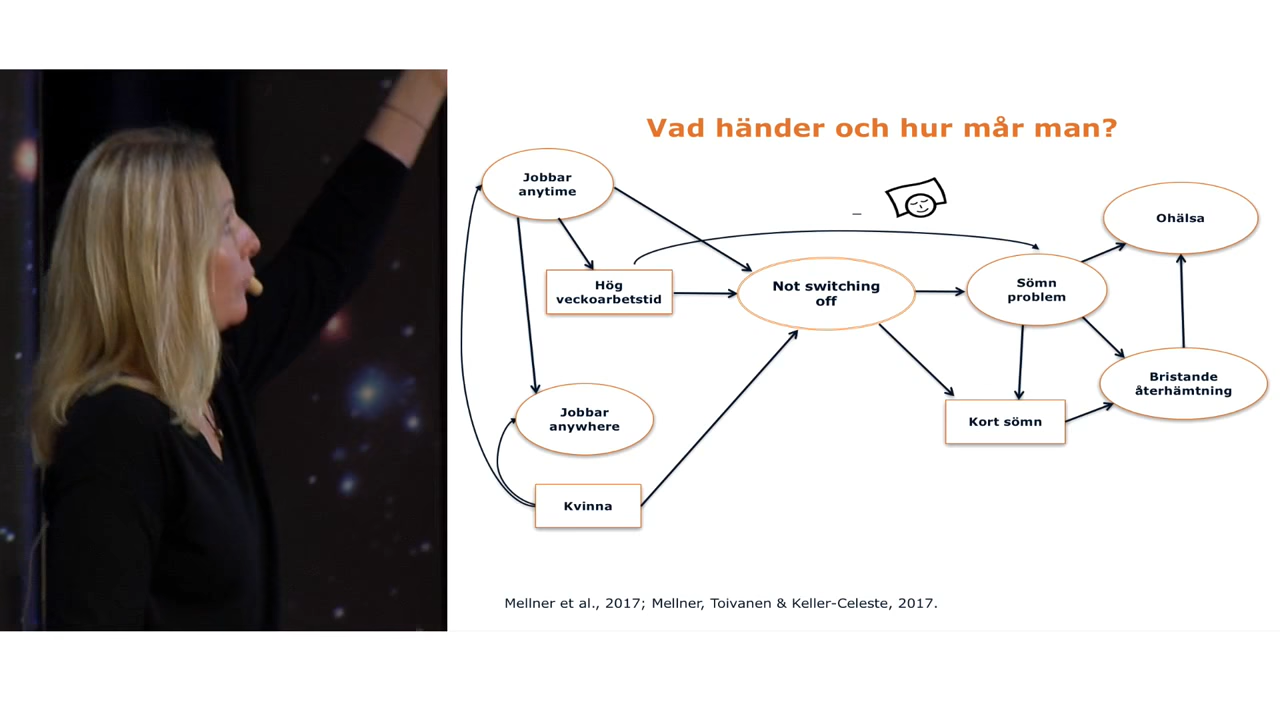 Vad händer och hur mår man?
Jobbar
anytime
–
Ohälsa
Hög
veckoarbetstid
Not switching
off
Sömn
problem
Bristande
återhämtning
Jobbar
anywhere
Kort sömn
Kvinna
Mellner et al., 2017; Mellner, Toivanen & Keller-Celeste, 2017.